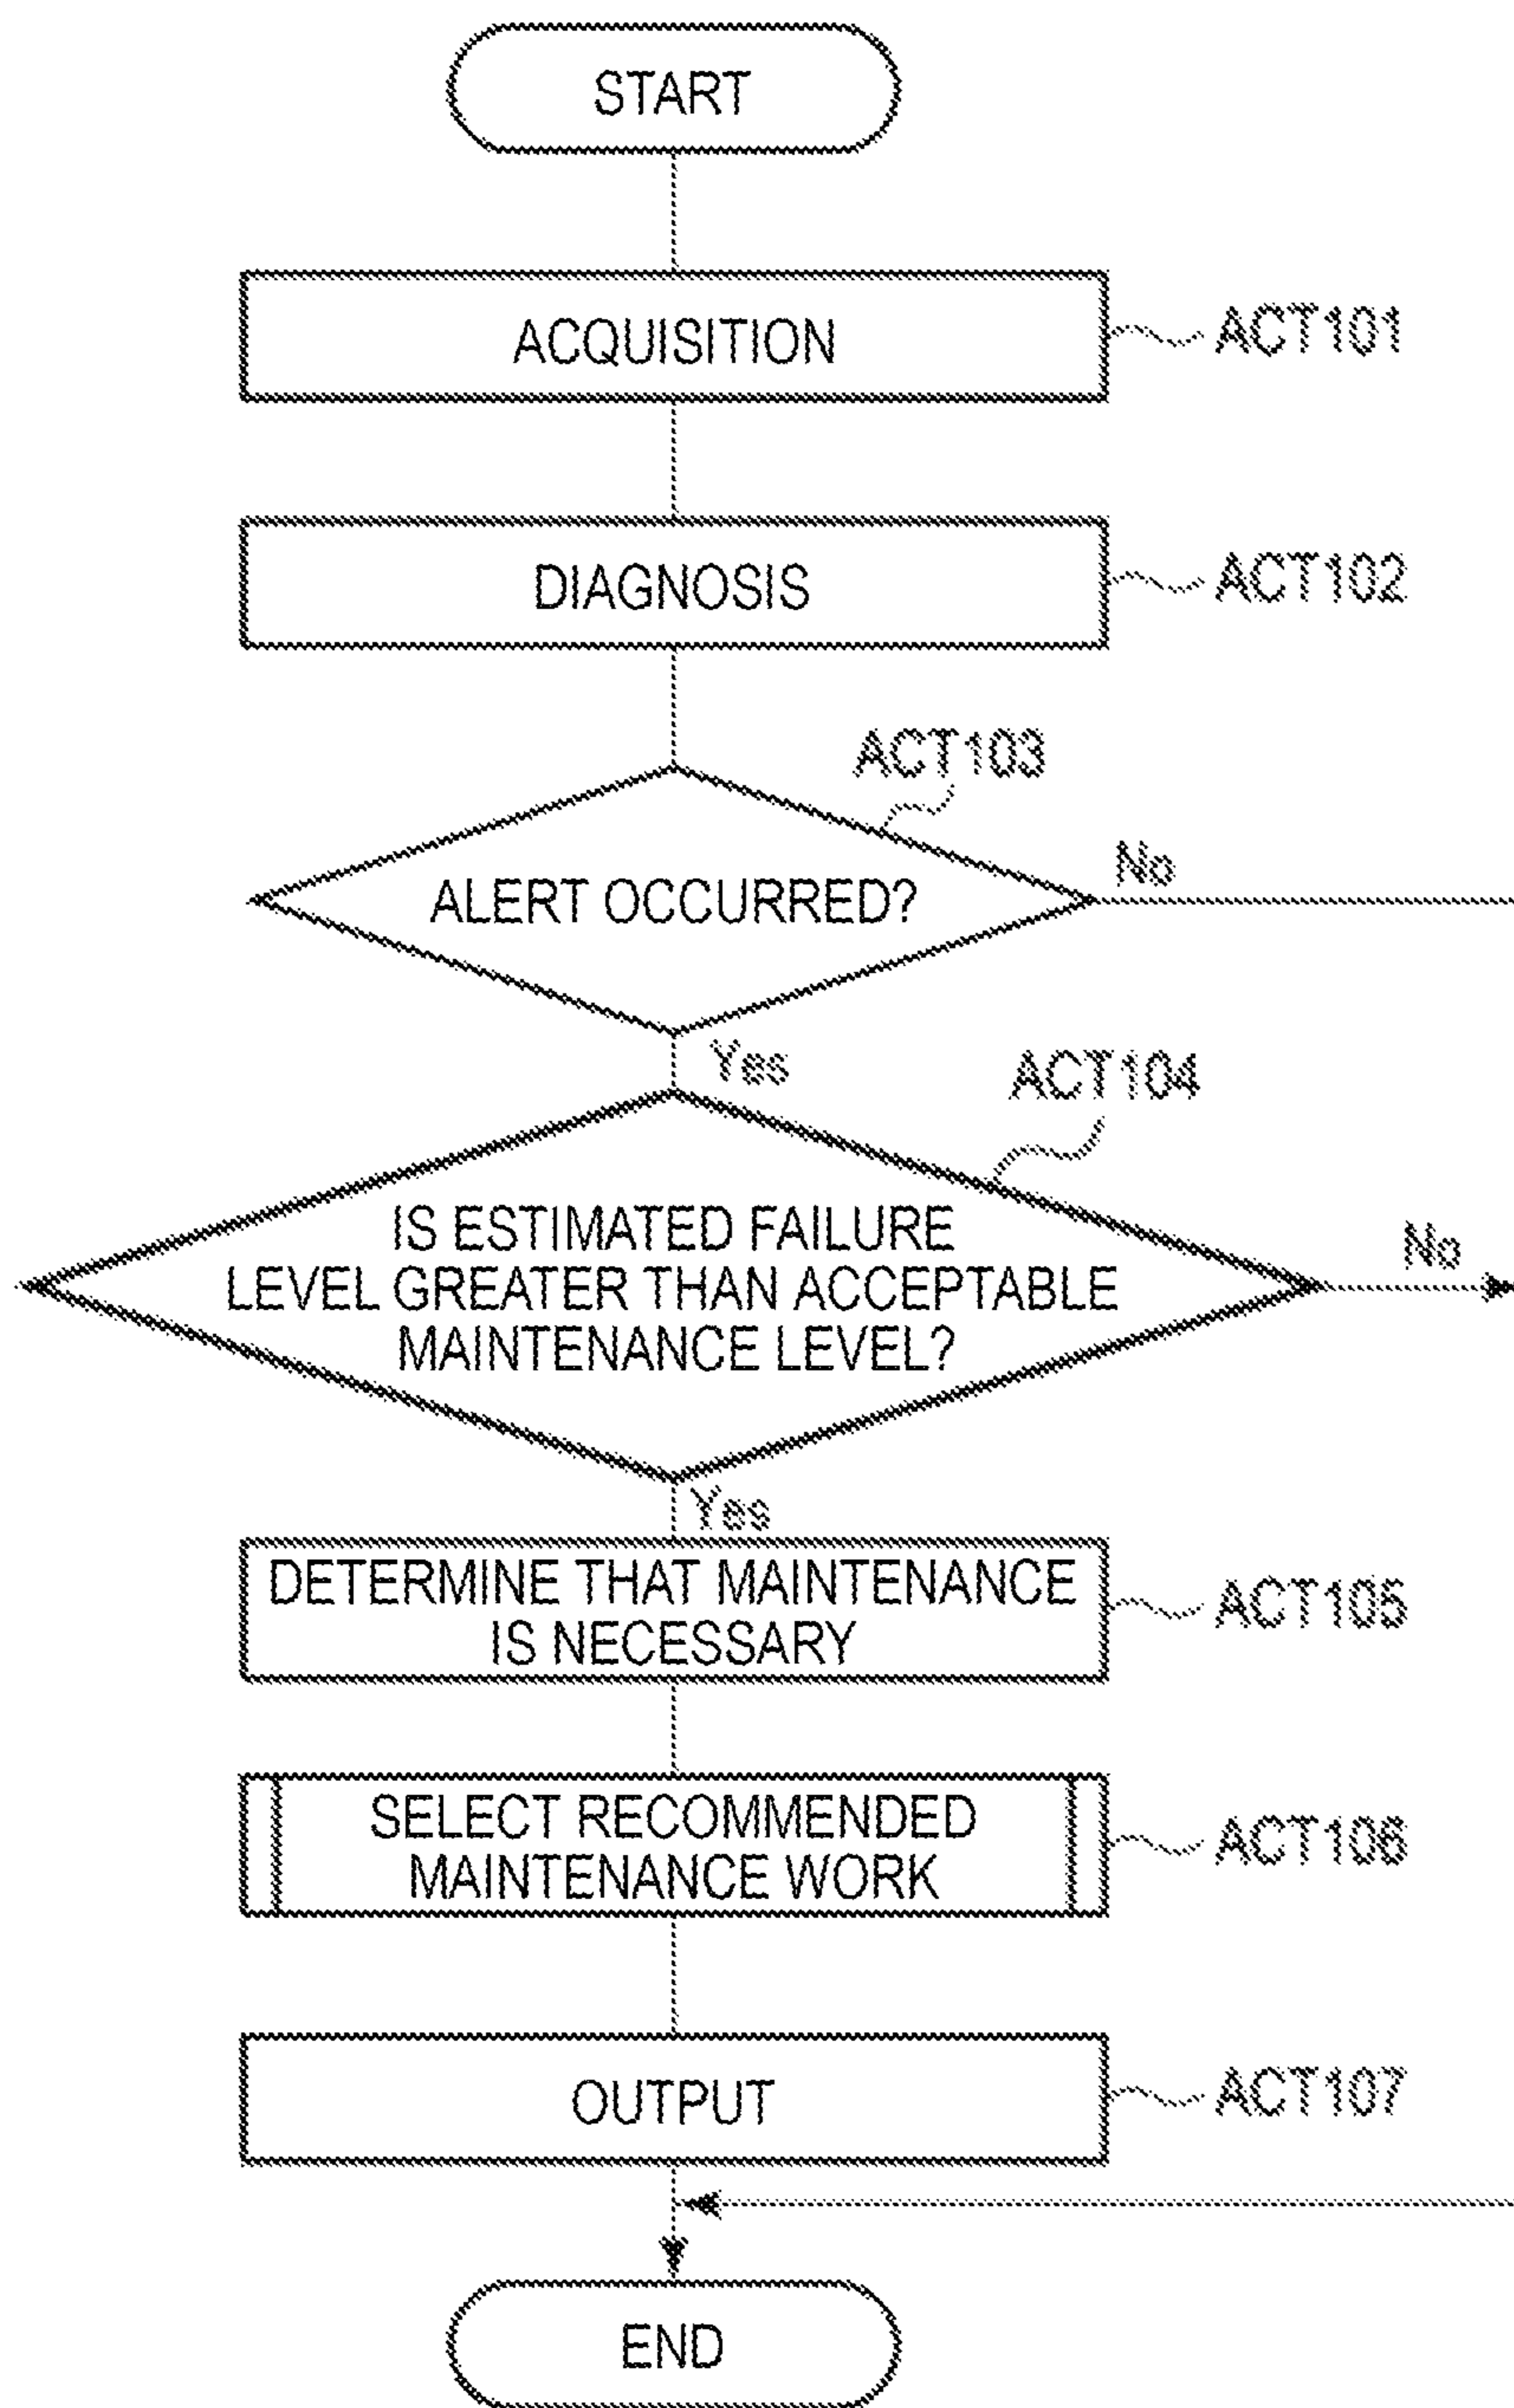 START
ACQUISITION
ACT101
DIAGNOSIS
ACT102
ACT103
ALERT OCCURRED?
No
Yes
ACT104
IS ESTIMATED FAILURE
LEVEL GREATER THAN ACCEPTABLE
MAINTENANCE LEVEL?
No
Yes
DETERMINE THAT MAINTENANCE
IS NECESSARY
ACT105
SELECT RECOMMENDED
MAINTENANCE WORK
ACT106
OUTPUT
ACT107
END